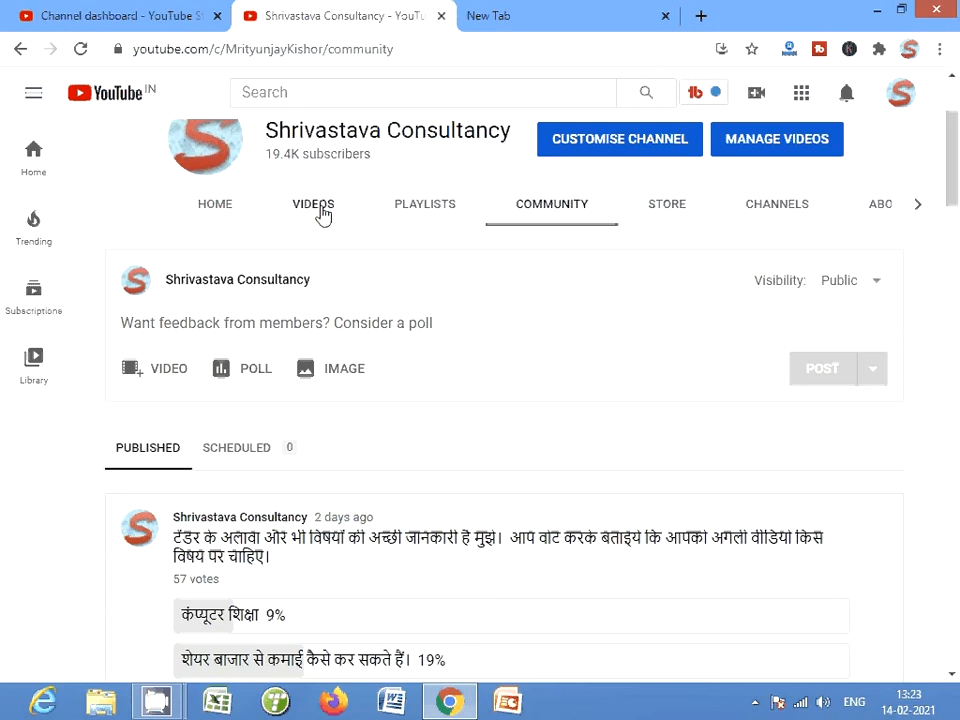 Channel dashboard - YouTube St
Shrivastava Consultancy - YouTu
New Tab
youtube.com/c/MrityunjayKishor/community
YouTube IN
Search
Shrivastava Consultancy
19.4K subscribers
CUSTOMISE CHANNEL
MANAGE VIDEOS
HOME VIDEOS PLAYLISTS COMMUNITY STORE CHANNELS ABO
Home
Trending
Subscriptions
Library
Shrivastava Consultancy
Visibility: Public
Want feedback from members? Consider a poll
VIDEO POLL IMAGE
POST
PUBLISHED SCHEDULED 0
Shrivastava Consultancy 2 days ago
टेंडर के अलावा और भी विषयों की अच्छी जानकारी है मुझे। आप वोट करके बताइये कि आपको अगली वीडियो किस
विषय पर चाहिए।
57 votes
कंप्यूटर शिक्षा 9%
शेयर बाजार से कमाई कैसे कर सकते हैं। 19%
ENG
13:23
14-02-2021